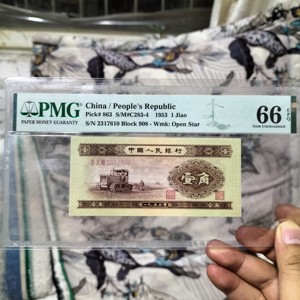 PMG
PAPER MONEY GUARANTY
China / People's Republic
Pick# 863 S/M#C283-4 1953 1 Jiao
S/N 2317610 Block 908 - Wmk: Open Star
66 EPQ
Gem Uncirculated
中国人民银行
壹角